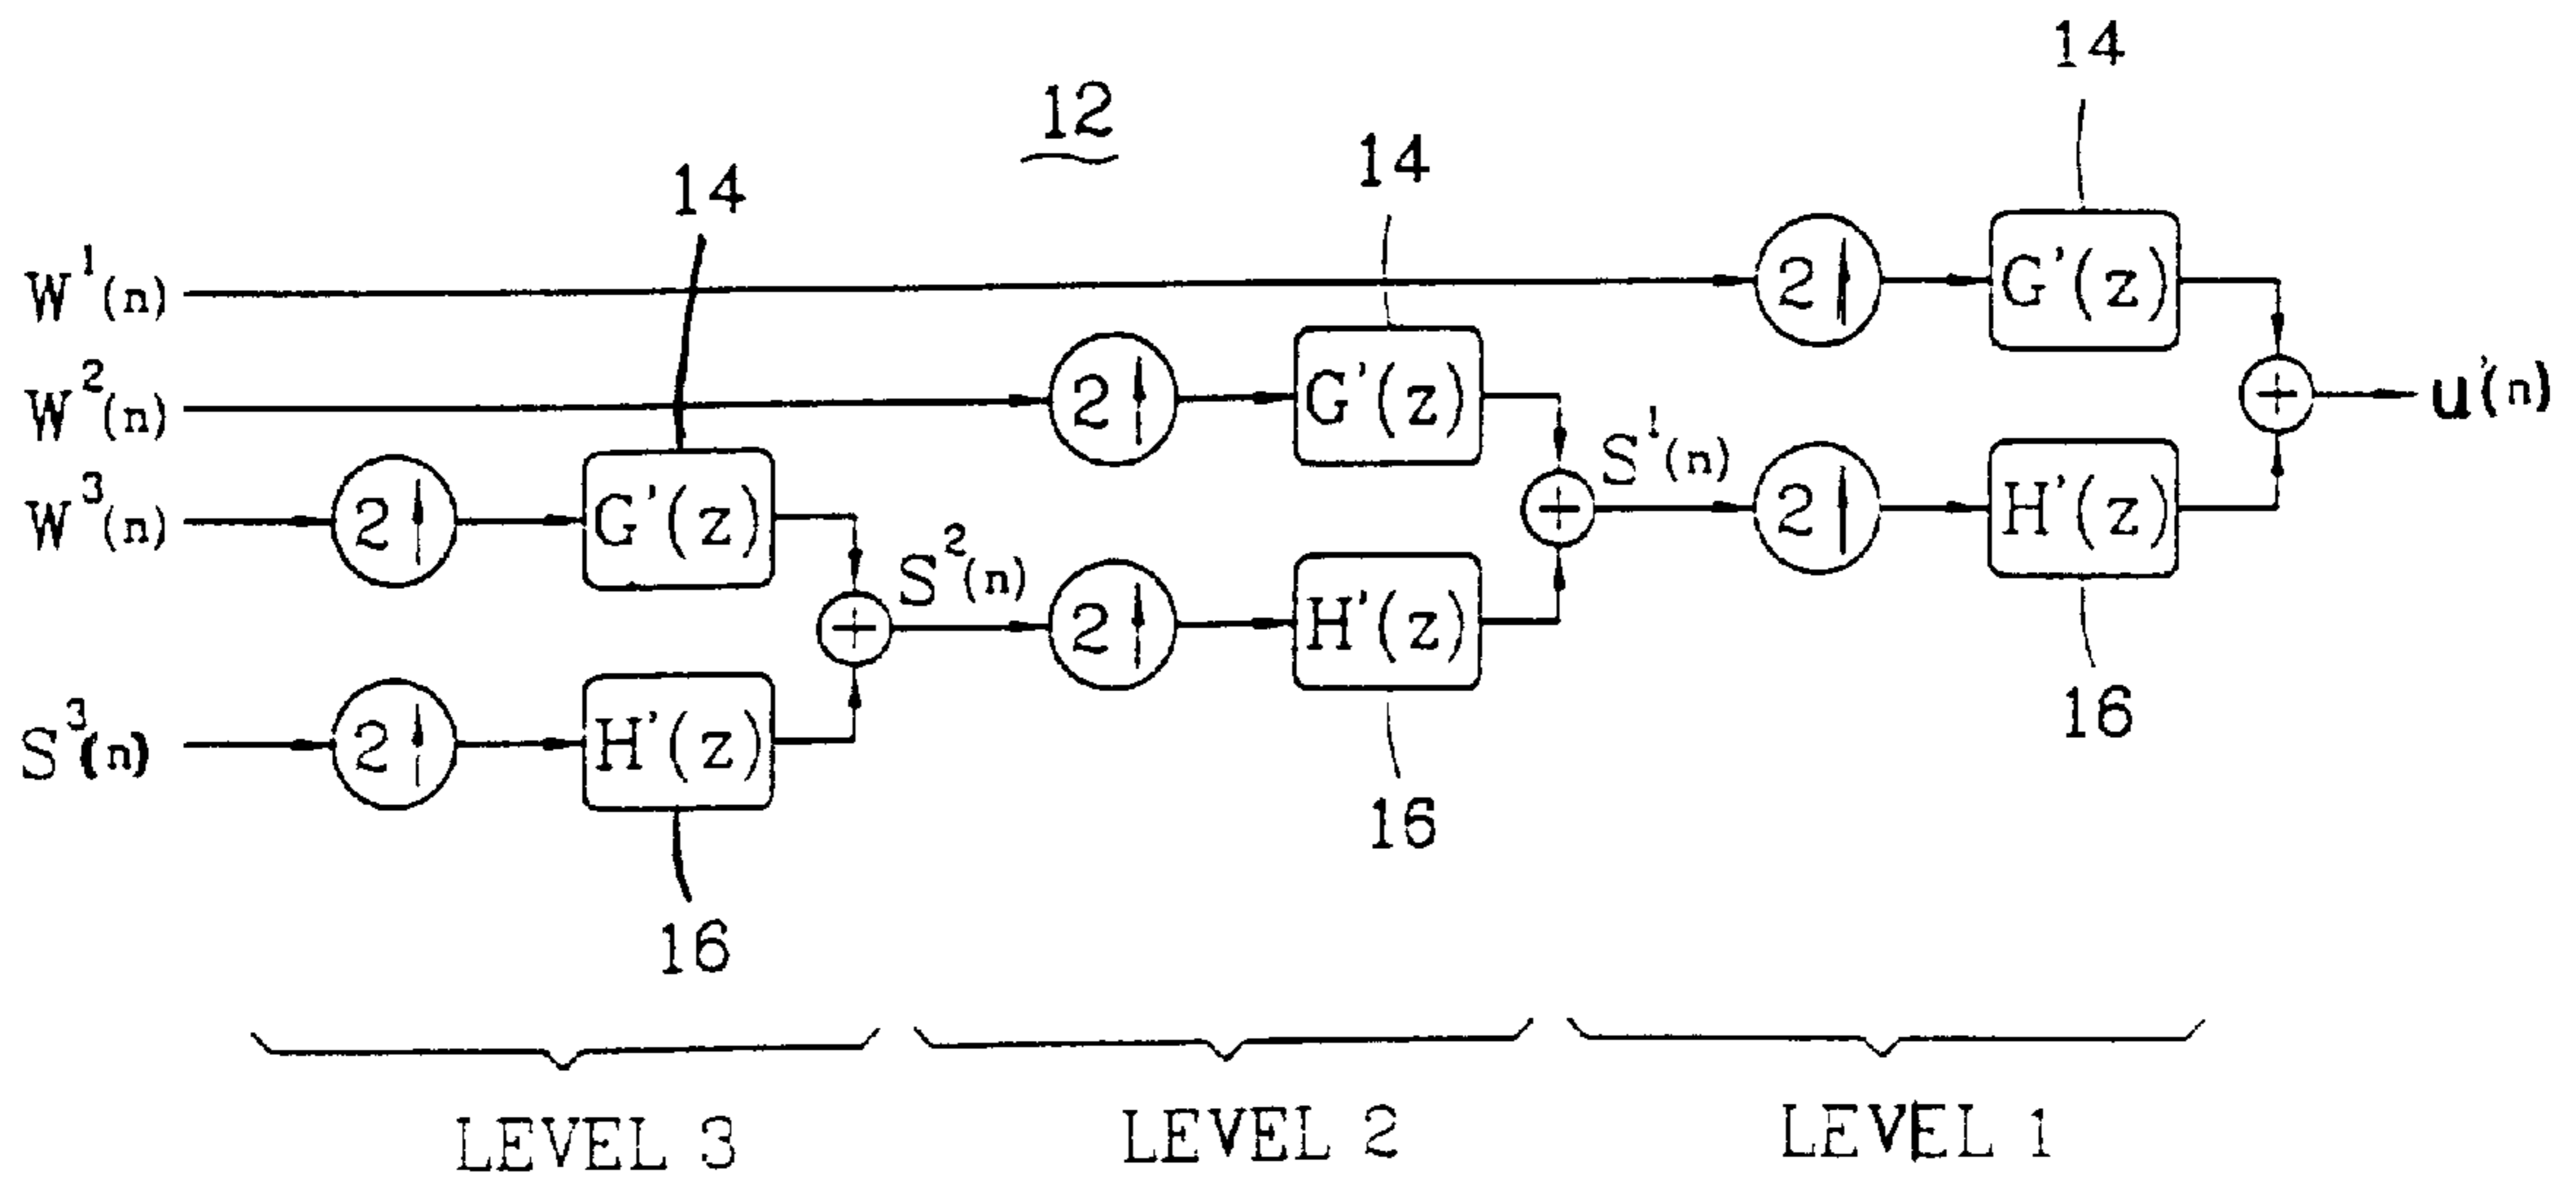 14
12
14
14
W¹(n)
2↑
G'(z)
W²(n)
2↑
G'(z)
+
u'(n)
W³(n)
2↑
G'(z)
S¹(n)
+
2↑
H'(z)
S²(n)
+
2↑
H'(z)
16
S³(n)
2↑
H'(z)
16
16
LEVEL 3
LEVEL 2
LEVEL 1